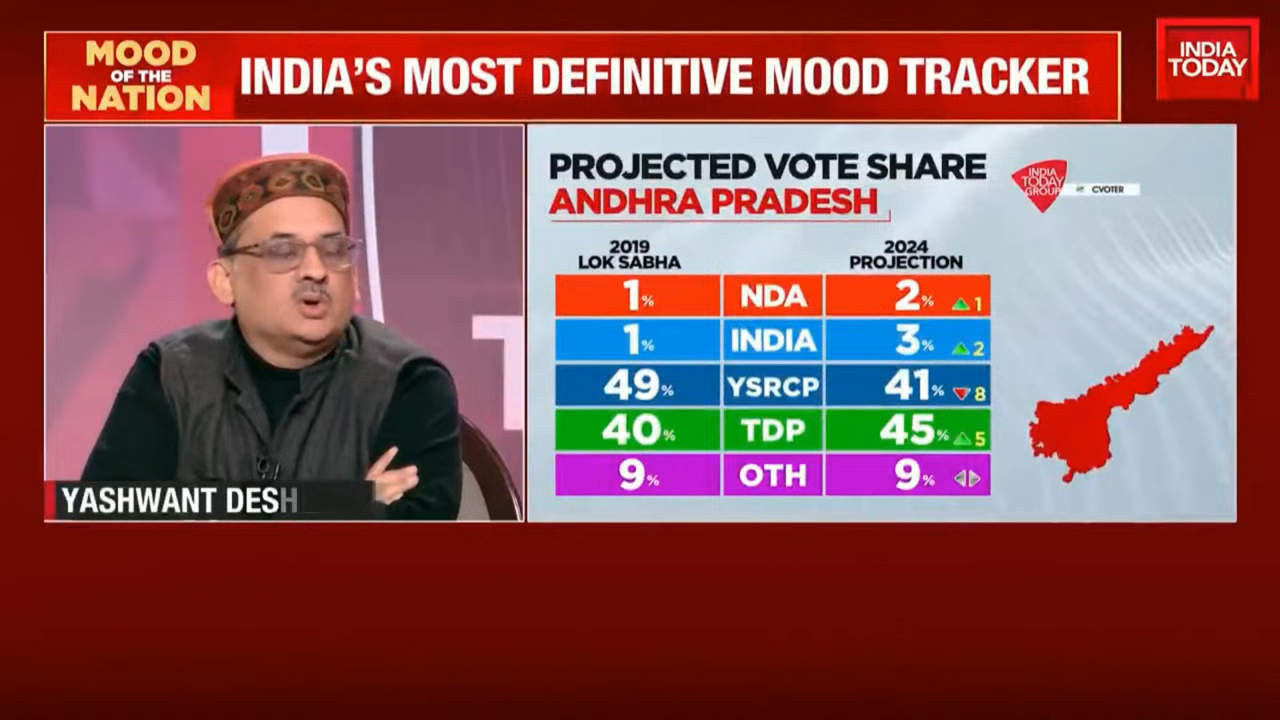 MOOD
OF THE
NATION
INDIA'S MOST DEFINITIVE MOOD TRACKER
INDIA
TODAY
PROJECTED VOTE SHARE
ANDHRA PRADESH
INDIA
TODAY
GROUP
CVOTER
2019
LOK SABHA
2024
PROJECTION
1% NDA 2% 1
1% INDIA 3% 2
49% YSRCP 41% 8
40% TDP 45% 5
9% OTH 9%
T
YASHWANT DESH